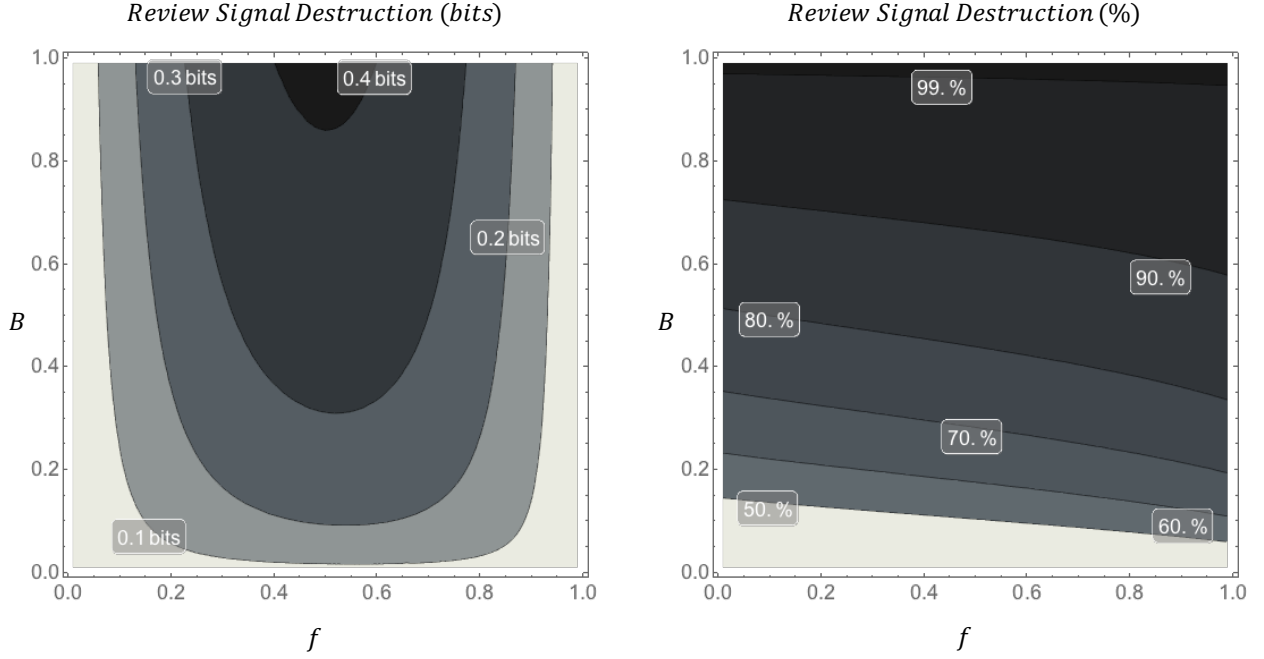 Review Signal Destruction (bits)
1.0
0.8
0.6
0.4
0.2
0.0
B
0.3 bits
0.4 bits
0.2 bits
0.1 bits
0.0 0.2 0.4 0.6 0.8 1.0
f
Review Signal Destruction (%)
1.0
0.8
0.6
0.4
0.2
0.0
B
99. %
90. %
80. %
70. %
50. %
60. %
0.0 0.2 0.4 0.6 0.8 1.0
f